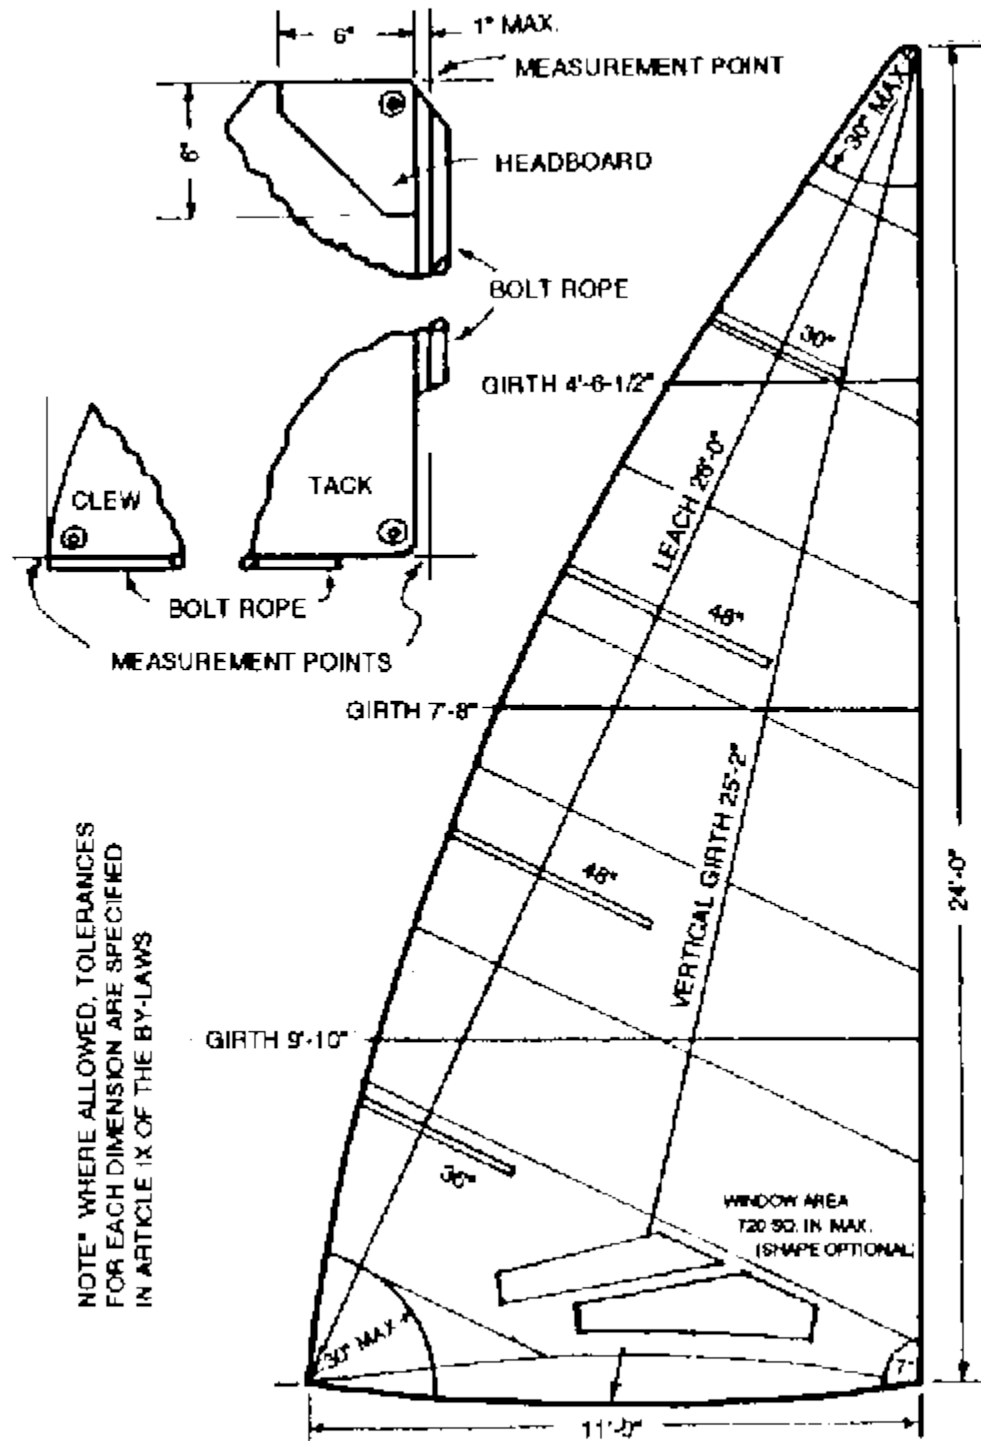 6"
1" MAX.
MEASUREMENT POINT
6"
HEADBOARD
BOLT ROPE
30" MAX
30"
GIRTH 4'-6-1/2"
CLEW
TACK
LEACH 26'-0"
BOLT ROPE
48"
MEASUREMENT POINTS
GIRTH 7'-8"
VERTICAL GIRTH 25'-2"
48"
24'-0"
NOTE" WHERE ALLOWED, TOLERANCES
FOR EACH DIMENSION ARE SPECIFIED
IN ARTICLE IX OF THE BY-LAWS
GIRTH 9'-10"
36"
WINDOW AREA
720 SQ. IN MAX.
(SHAPE OPTIONAL)
30" MAX
7"
11'-0"